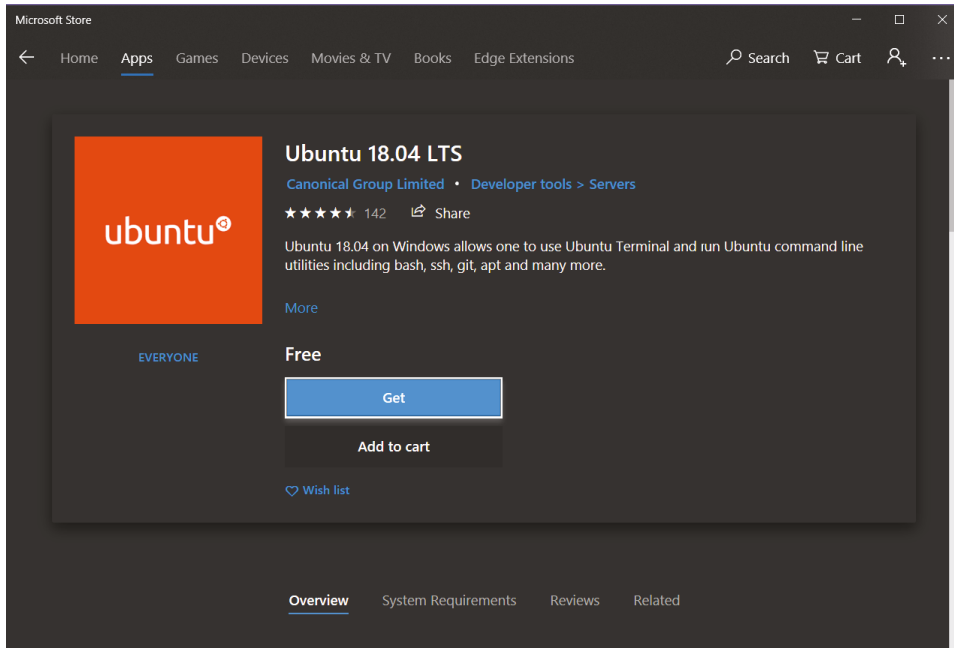 Microsoft Store
Home Apps Games Devices Movies & TV Books Edge Extensions Search Cart
ubuntu
Ubuntu 18.04 LTS
Canonical Group Limited • Developer tools > Servers
142 Share
Ubuntu 18.04 on Windows allows one to use Ubuntu Terminal and run Ubuntu command line
utilities including bash, ssh, git, apt and many more.
More
EVERYONE
Free
Get
Add to cart
Wish list
Overview System Requirements Reviews Related